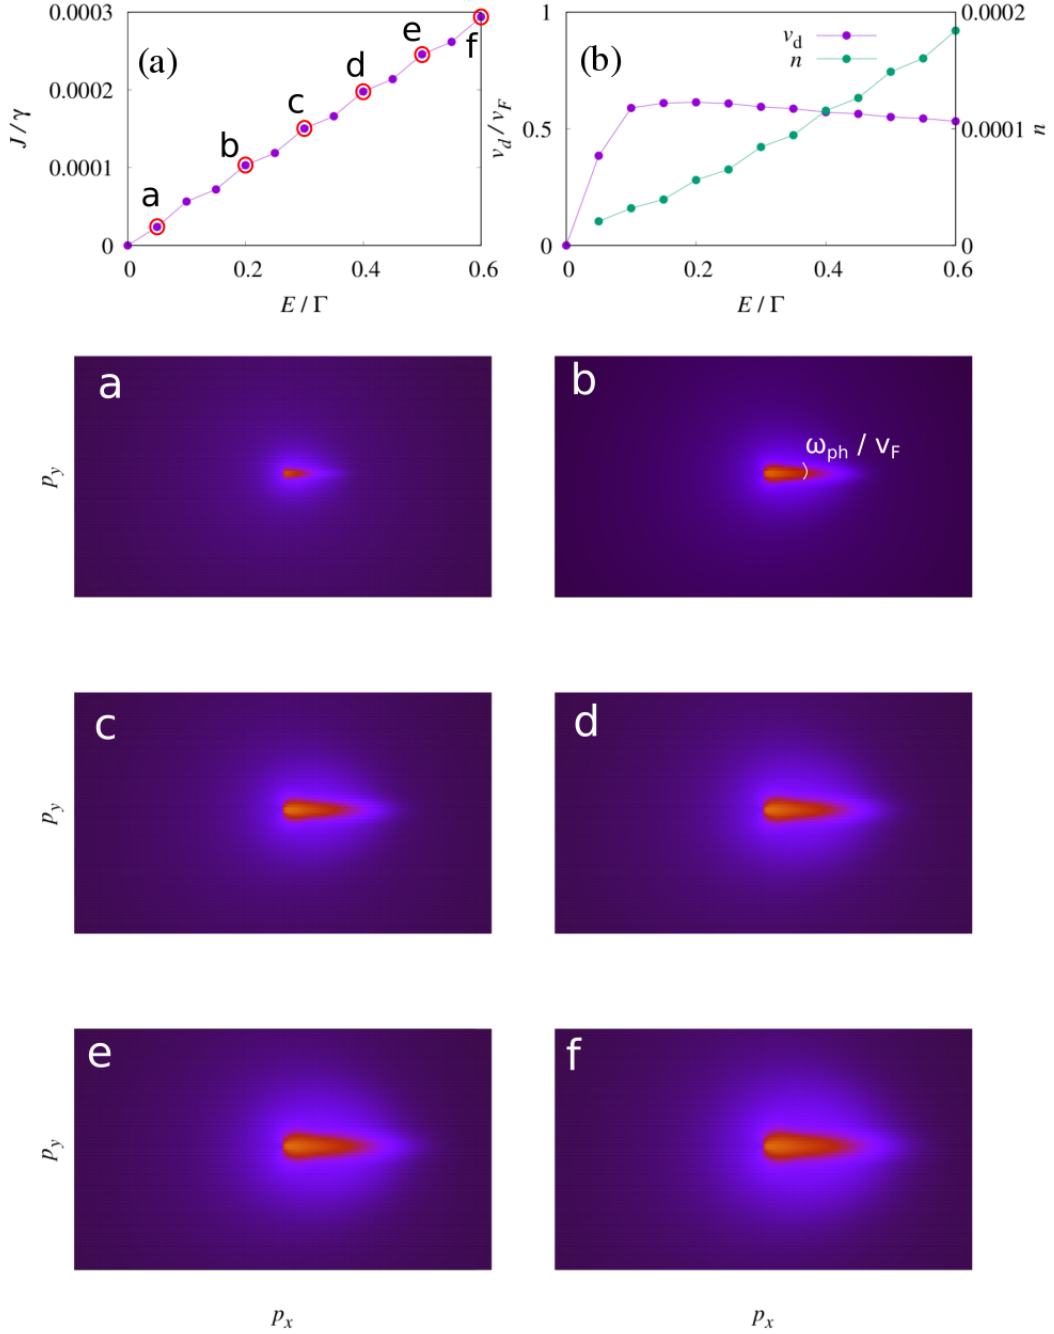 0.0003
0.0002
0.0001
0
J / γ
(a)
a
b
c
d
e
f
0
0.2
0.4
0.6
E / Γ
1
0.5
0
v_d / v_F
(b)
v_d
n
0.0002
0.0001
0
n
0
0.2
0.4
0.6
E / Γ
a
p_y
b
ω_ph / v_F
c
p_y
d
e
p_y
f
p_x
p_x